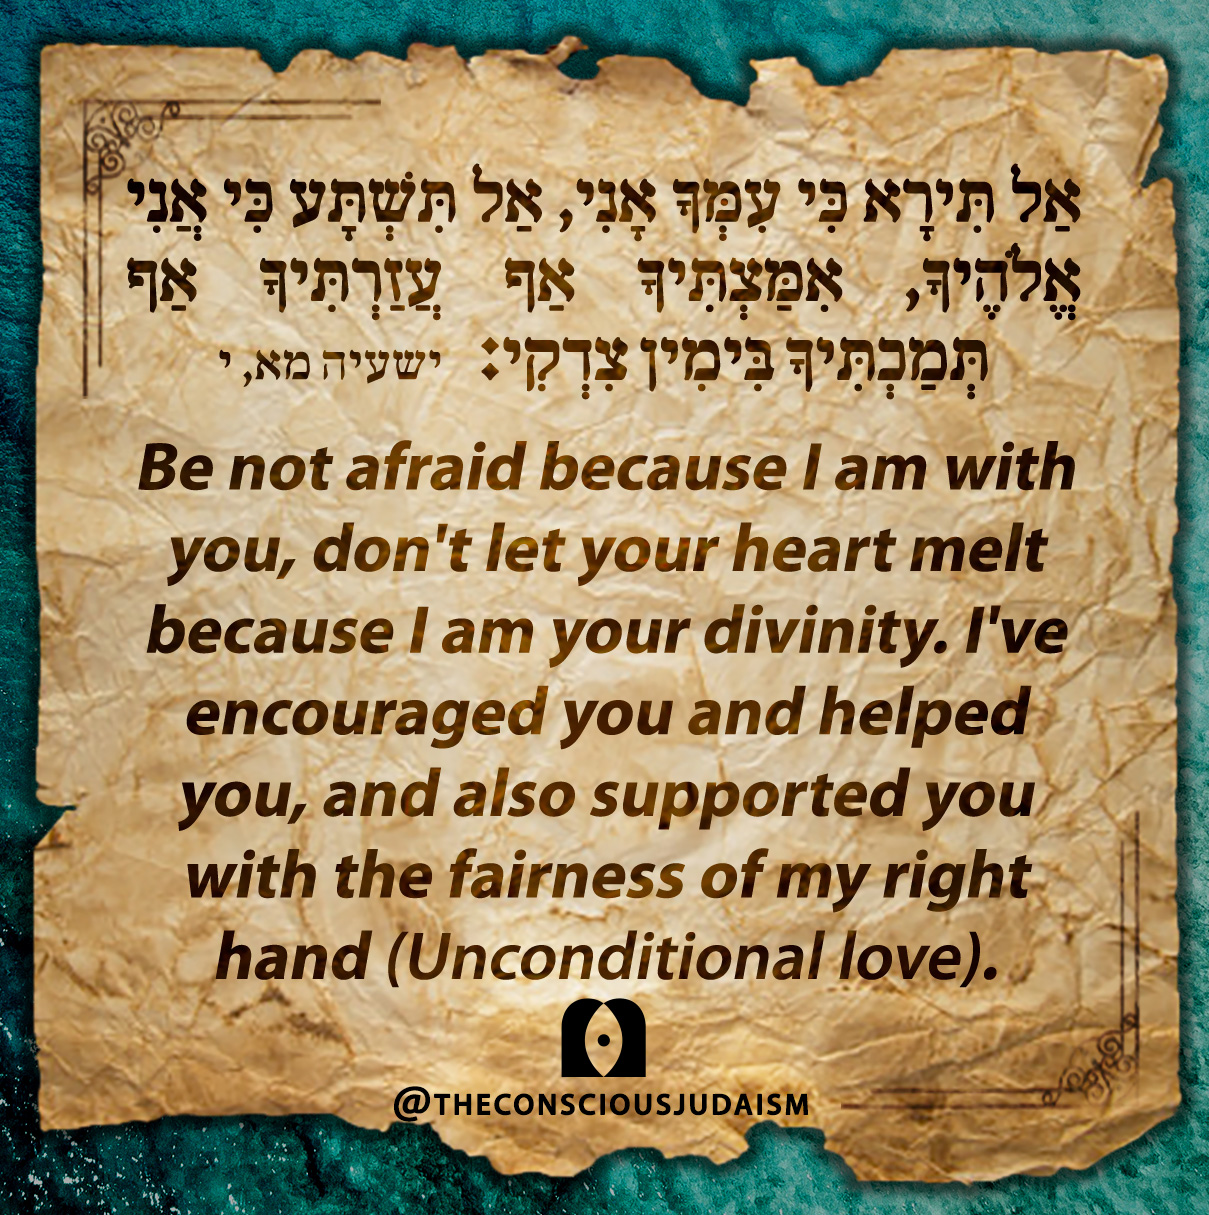 אַל תִּירָא כִּי עִמְּךָ אָנִי, אַל תִּשְׁתָּע כִּי אֲנִי
אֱלֹהֶיךָ, אִמַּצְתִּיךָ אַף עֲזַרְתִּיךָ אַף
תְּמַכְתִּיךָ בִּימִין צִדְקִי: ישעיה מא, י
Be not afraid because I am with
you, don't let your heart melt
because I am your divinity. I've
encouraged you and helped
you, and also supported you
with the fairness of my right
hand (Unconditional love).
@THECONSCIOUSJUDAISM